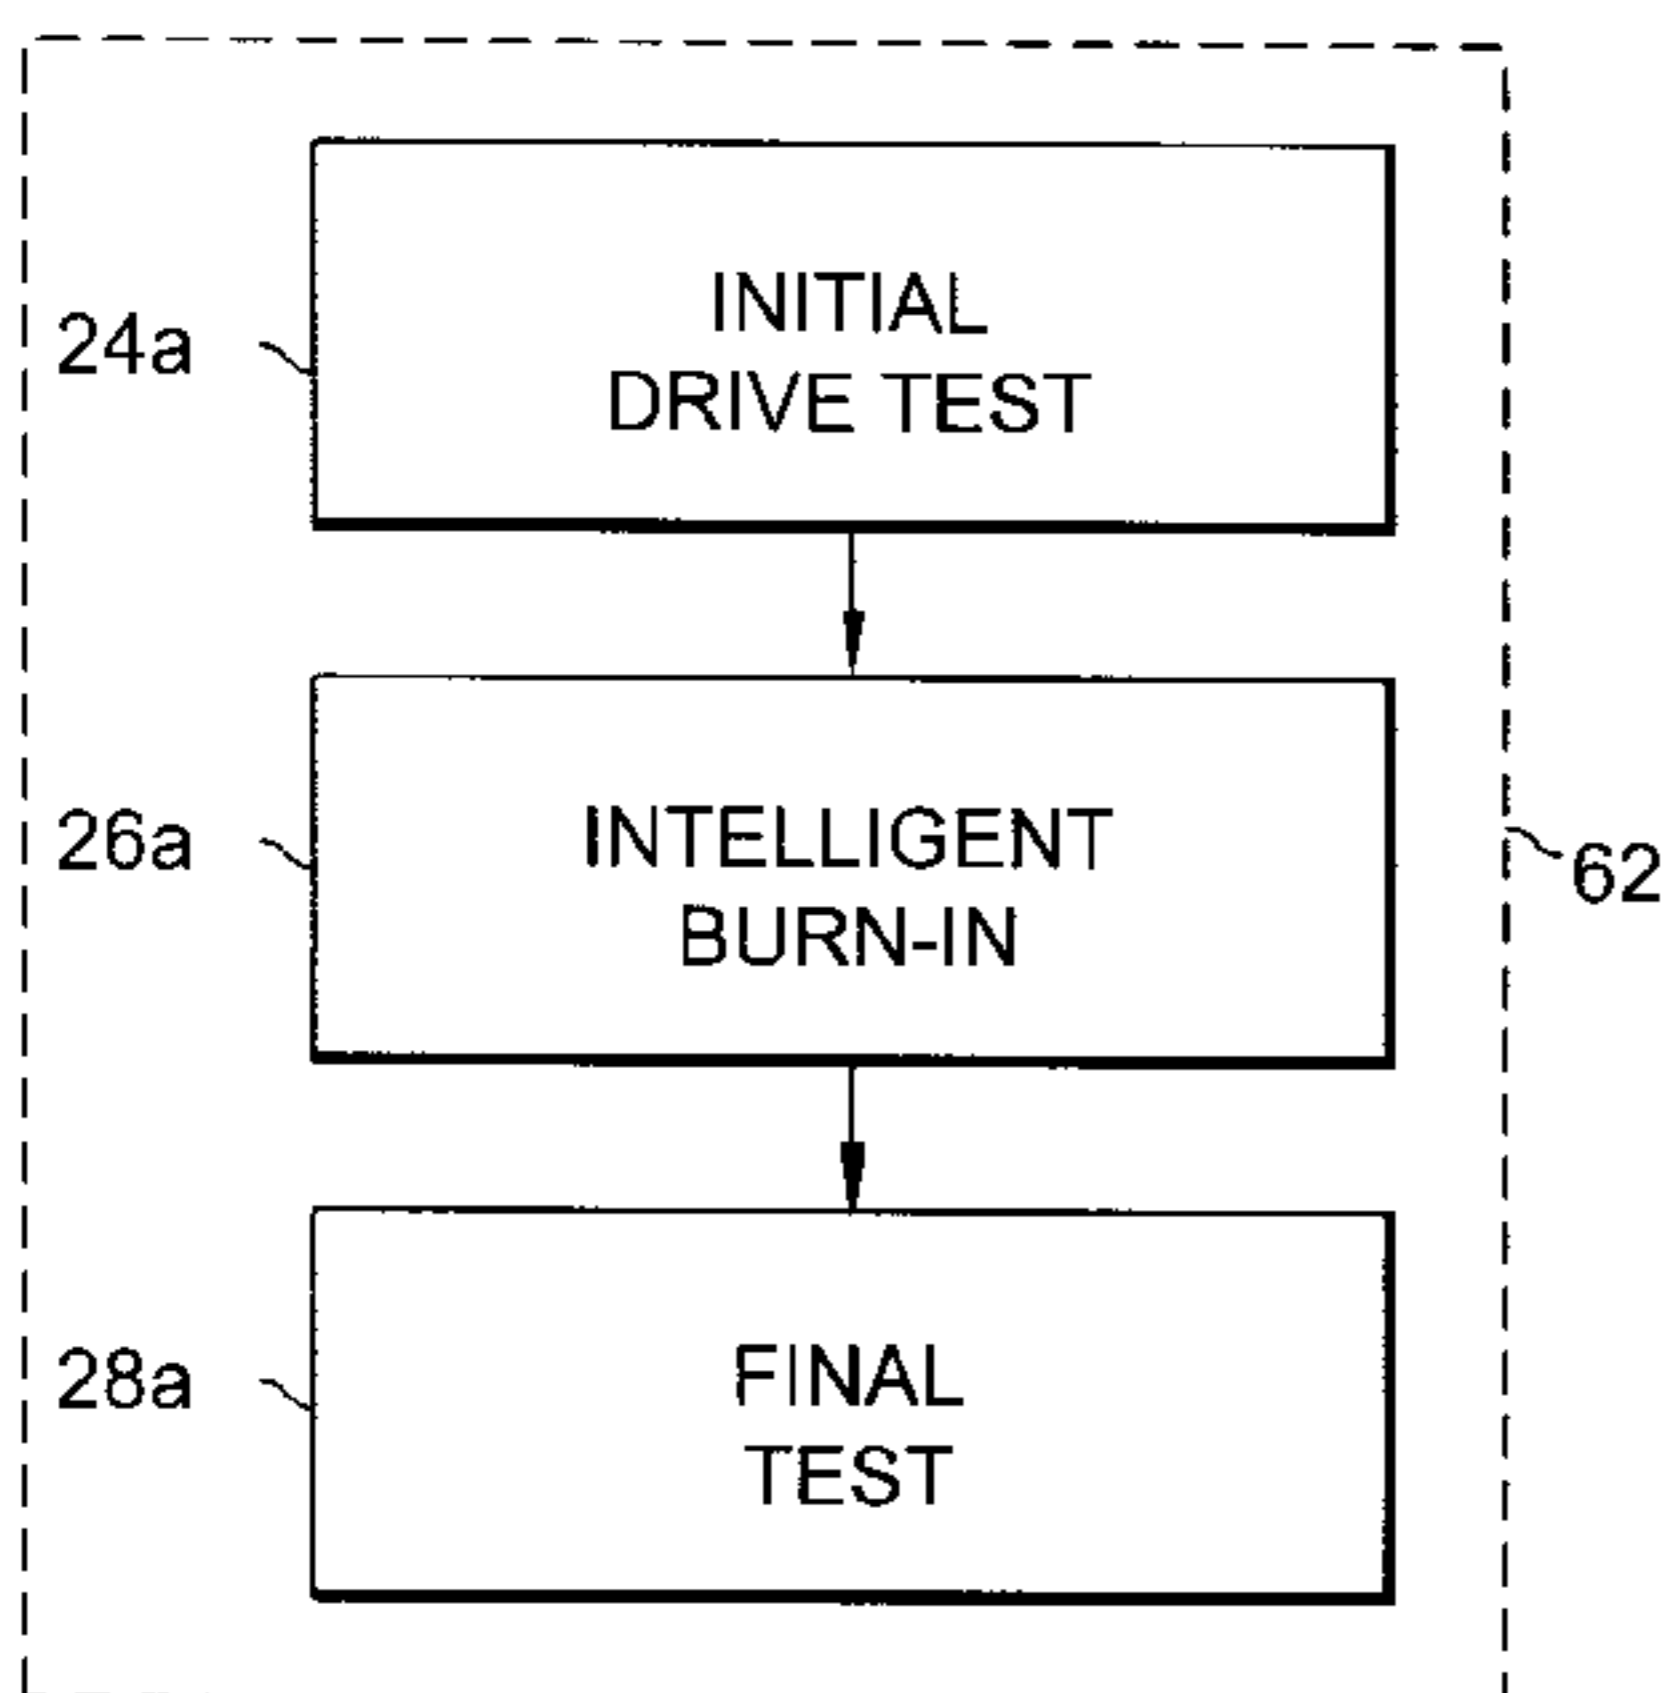 INITIAL
24a
DRIVE TEST
26a
INTELLIGENT
62
BURN-IN
28a
FINAL
TEST